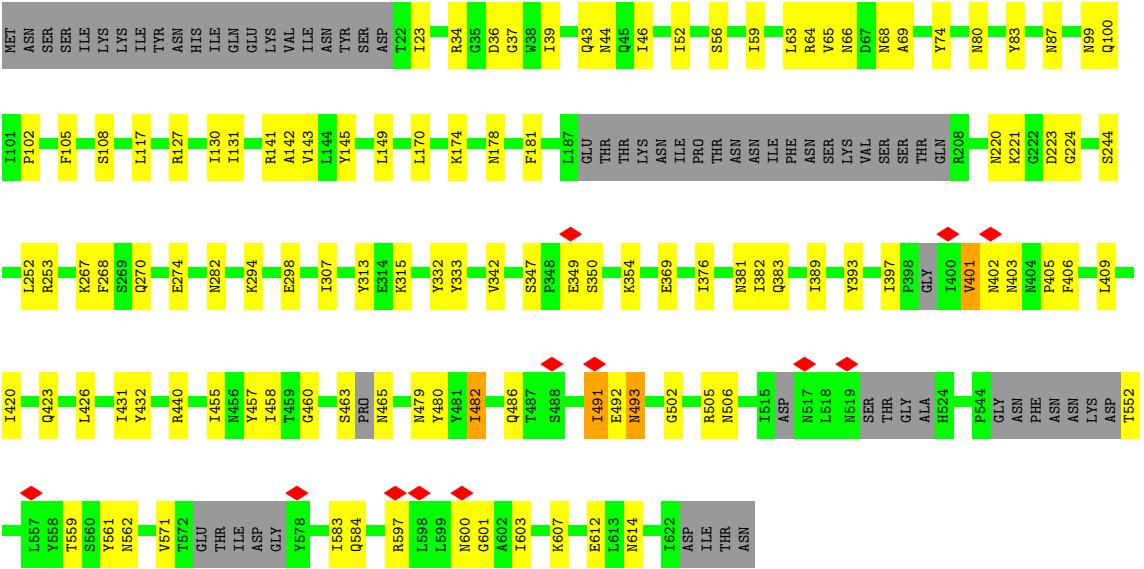 MET ASN SER SER ILE LYS LYS ILE TYR ASN HIS ILE GLN GLU LYS VAL ILE ASN TYR SER ASP T22 I23 R34 G35 D36 G37 W38 I39 Q43 N44 Q45 I46 I52 S56 I59 L63 R64 V65 N66 D67 N68 A69 Y74 N80 Y83 N87 N99 Q100
I101 P102 F105 S108 L117 R127 I130 I131 R141 A142 V143 L144 Y145 L149 L170 K174 N178 F181 L187 GLU THR THR LYS ASN ILE PRO THR ASN ASN ILE PHE ASN SER LYS VAL SER SER THR GLN R208 N220 K221 G222 D223 G224 S244
L252 R253 K267 F268 S269 Q270 E274 N282 K294 E298 I307 Y313 E314 K315 Y332 Y333 V342 S347 P348 E349 S350 K354 E369 I376 N381 I382 Q383 I389 Y393 I397 P398 GLY I400 V401 N402 N403 N404 P405 F406 L409
I420 Q423 L426 I431 Y432 R440 I455 N456 Y457 I458 T459 G460 S463 PRO N465 N479 Y480 Y481 I482 Q486 T487 S488 I491 E492 N493 G502 R505 N506 I515 ASP N517 L518 N519 SER THR GLY ALA H524 P544 GLY ASN PHE ASN ASN LYS ASP T552
L557 Y558 T559 S560 Y561 N562 V571 T572 GLU THR ILE ASP GLY Y578 I583 Q584 R597 L598 L599 N600 G601 A602 I603 K607 E612 L613 N614 I622 ASP ILE THR ASN